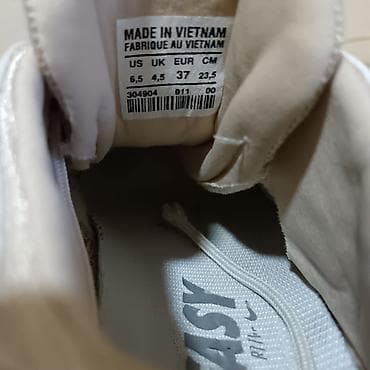 MADE IN VIETNAM
FABRIQUE AU VIETNAM
US UK EUR CM
6,5 4,5 37 23,5
304904 911 00
EASY